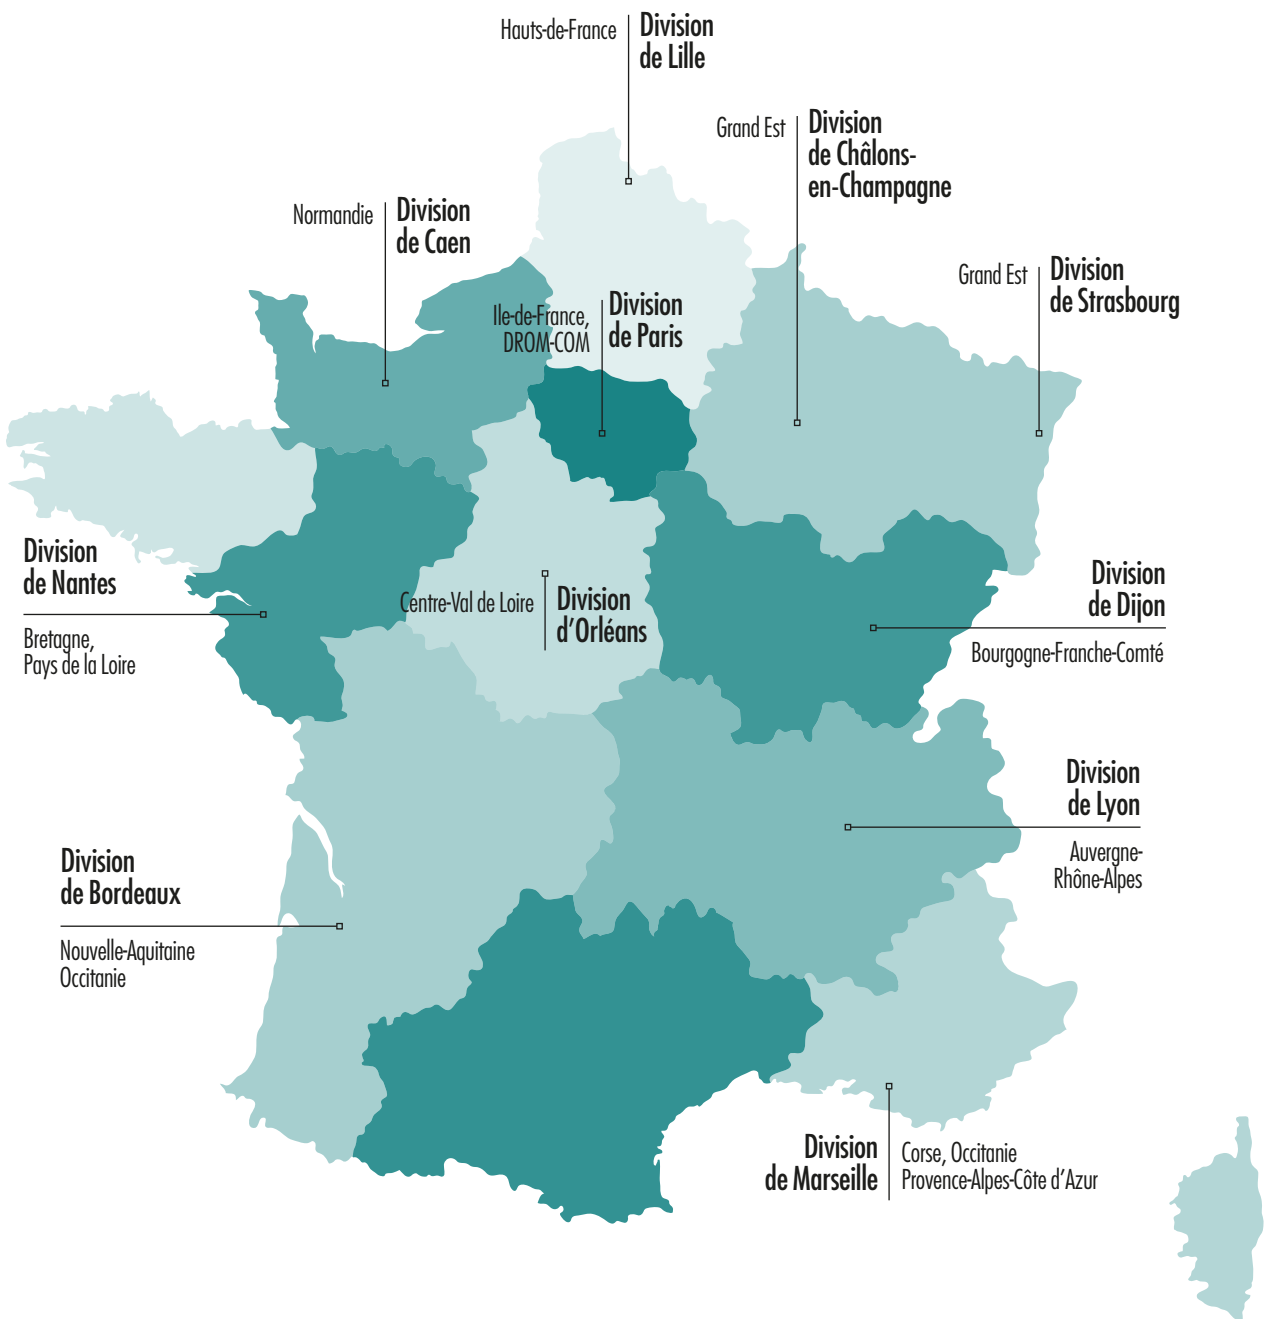 Hauts-de-France
Division
de Lille
Grand Est
Division
de Châlons-
en-Champagne
Normandie
Division
de Caen
Grand Est
Division
de Strasbourg
Ile-de-France,
DROM-COM
Division
de Paris
Division
de Nantes
Bretagne,
Pays de la Loire
Centre-Val de Loire
Division
d'Orléans
Division
de Dijon
Bourgogne-Franche-Comté
Division
de Lyon
Auvergne-
Rhône-Alpes
Division
de Bordeaux
Nouvelle-Aquitaine
Occitanie
Division
de Marseille
Corse, Occitanie
Provence-Alpes-Côte d'Azur